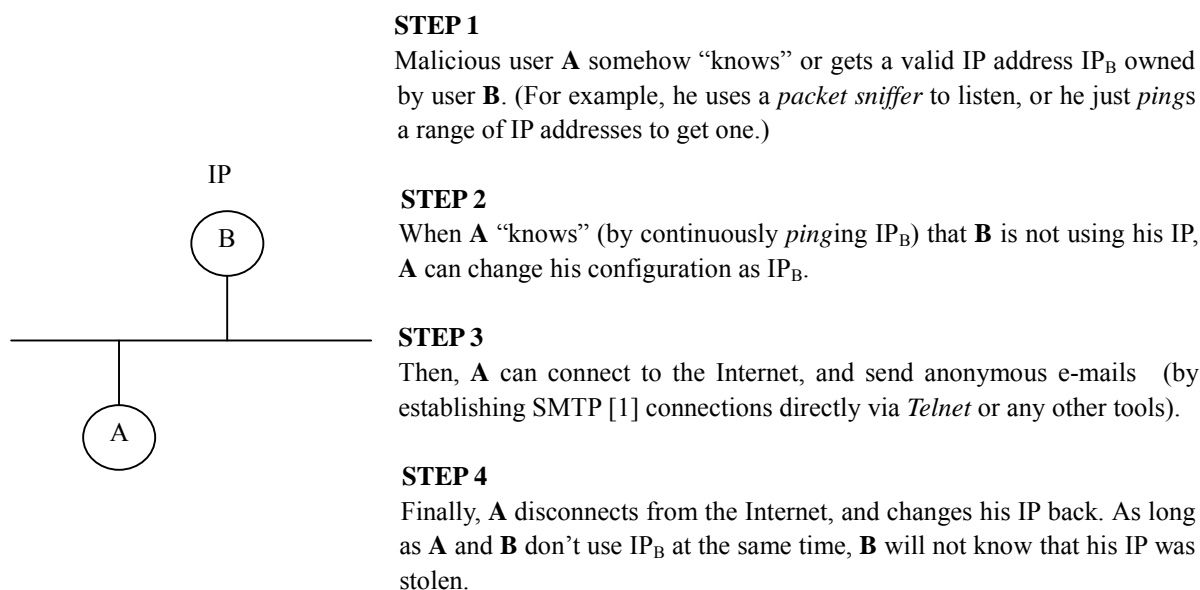 STEP 1
Malicious user A somehow “knows” or gets a valid IP address IPB owned
by user B. (For example, he uses a packet sniffer to listen, or he just pings
a range of IP addresses to get one.)
IP
B
A
STEP 2
When A “knows” (by continuously pinging IPB) that B is not using his IP,
A can change his configuration as IPB.
STEP 3
Then, A can connect to the Internet, and send anonymous e-mails (by
establishing SMTP [1] connections directly via Telnet or any other tools).
STEP 4
Finally, A disconnects from the Internet, and changes his IP back. As long
as A and B don’t use IPB at the same time, B will not know that his IP was
stolen.